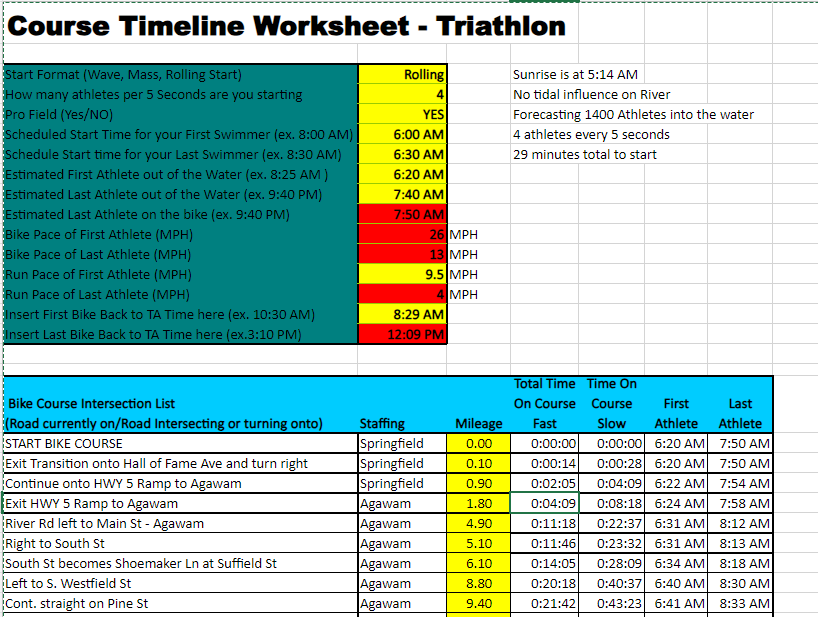 Course Timeline Worksheet - Triathlon
Start Format (Wave, Mass, Rolling Start) Rolling Sunrise is at 5:14 AM
How many athletes per 5 Seconds are you starting 4 No tidal influence on River
Pro Field (Yes/NO) YES Forecasting 1400 Athletes into the water
Scheduled Start Time for your First Swimmer (ex. 8:00 AM) 6:00 AM 4 athletes every 5 seconds
Schedule Start time for your Last Swimmer (ex. 8:30 AM) 6:30 AM 29 minutes total to start
Estimated First Athlete out of the Water (ex. 8:25 AM ) 6:20 AM
Estimated Last Athlete out of the Water (ex. 9:40 PM) 7:40 AM
Estimated Last Athlete on the bike (ex. 9:40 PM) 7:50 AM
Bike Pace of First Athlete (MPH) 26 MPH
Bike Pace of Last Athlete (MPH) 13 MPH
Run Pace of First Athlete (MPH) 9.5 MPH
Run Pace of Last Athlete (MPH) 4 MPH
Insert First Bike Back to TA Time here (ex. 10:30 AM) 8:29 AM
Insert Last Bike Back to TA Time here (ex.3:10 PM) 12:09 PM
Total Time Time On
Bike Course Intersection List On Course Course First Last
(Road currently on/Road Intersecting or turning onto) Staffing Mileage Fast Slow Athlete Athlete
START BIKE COURSE Springfield 0.00 0:00:00 0:00:00 6:20 AM 7:50 AM
Exit Transition onto Hall of Fame Ave and turn right Springfield 0.10 0:00:14 0:00:28 6:20 AM 7:50 AM
Continue onto HWY 5 Ramp to Agawam Springfield 0.90 0:02:05 0:04:09 6:22 AM 7:54 AM
Exit HWY 5 Ramp to Agawam Agawam 1.80 0:04:09 0:08:18 6:24 AM 7:58 AM
River Rd left to Main St - Agawam Agawam 4.90 0:11:18 0:22:37 6:31 AM 8:12 AM
Right to South St Agawam 5.10 0:11:46 0:23:32 6:31 AM 8:13 AM
South St becomes Shoemaker Ln at Suffield St Agawam 6.10 0:14:05 0:28:09 6:34 AM 8:18 AM
Left to S. Westfield St Agawam 8.80 0:20:18 0:40:37 6:40 AM 8:30 AM
Cont. straight on Pine St Agawam 9.40 0:21:42 0:43:23 6:41 AM 8:33 AM